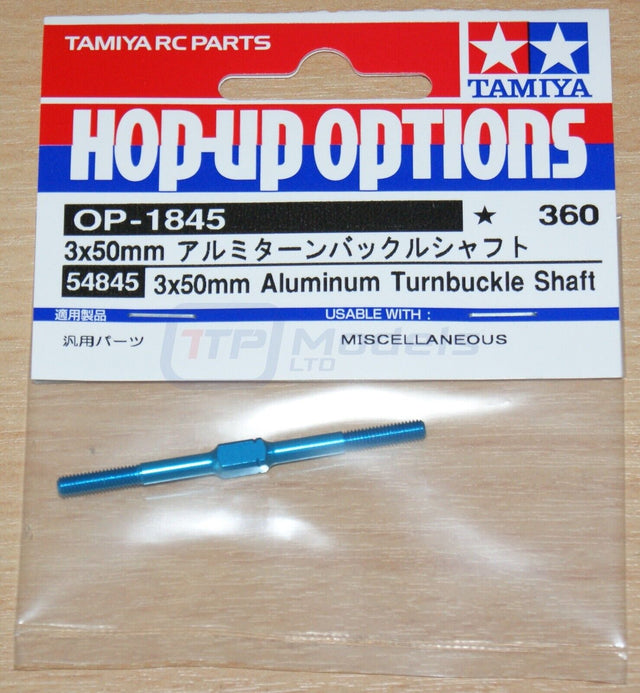 TAMIYA RC PARTS
TAMIYA
HOP-UP OPTIONS
OP-1845 ★ 360
3x50mm アルミターンバックルシャフト
54845 3x50mm Aluminum Turnbuckle Shaft
適用製品 USABLE WITH :
汎用パーツ MISCELLANEOUS
TTP Models
LTD